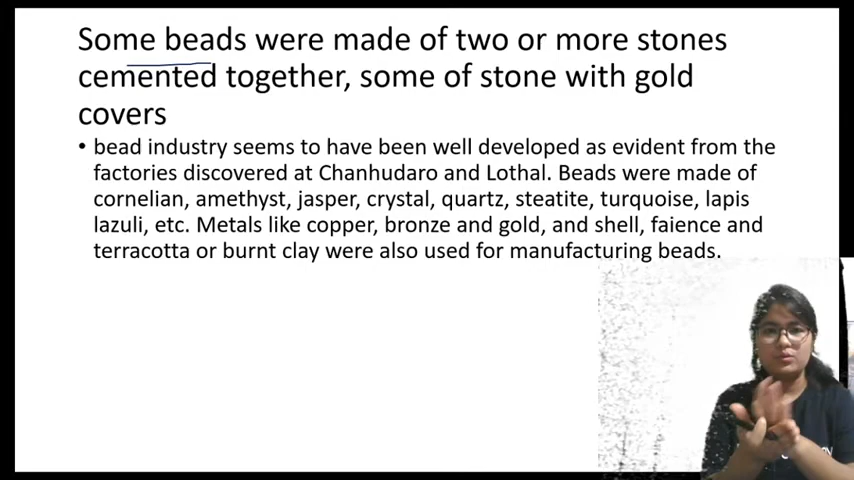 Some beads were made of two or more stones
cemented together, some of stone with gold
covers
• bead industry seems to have been well developed as evident from the
factories discovered at Chanhudaro and Lothal. Beads were made of
cornelian, amethyst, jasper, crystal, quartz, steatite, turquoise, lapis
lazuli, etc. Metals like copper, bronze and gold, and shell, faience and
terracotta or burnt clay were also used for manufacturing beads.